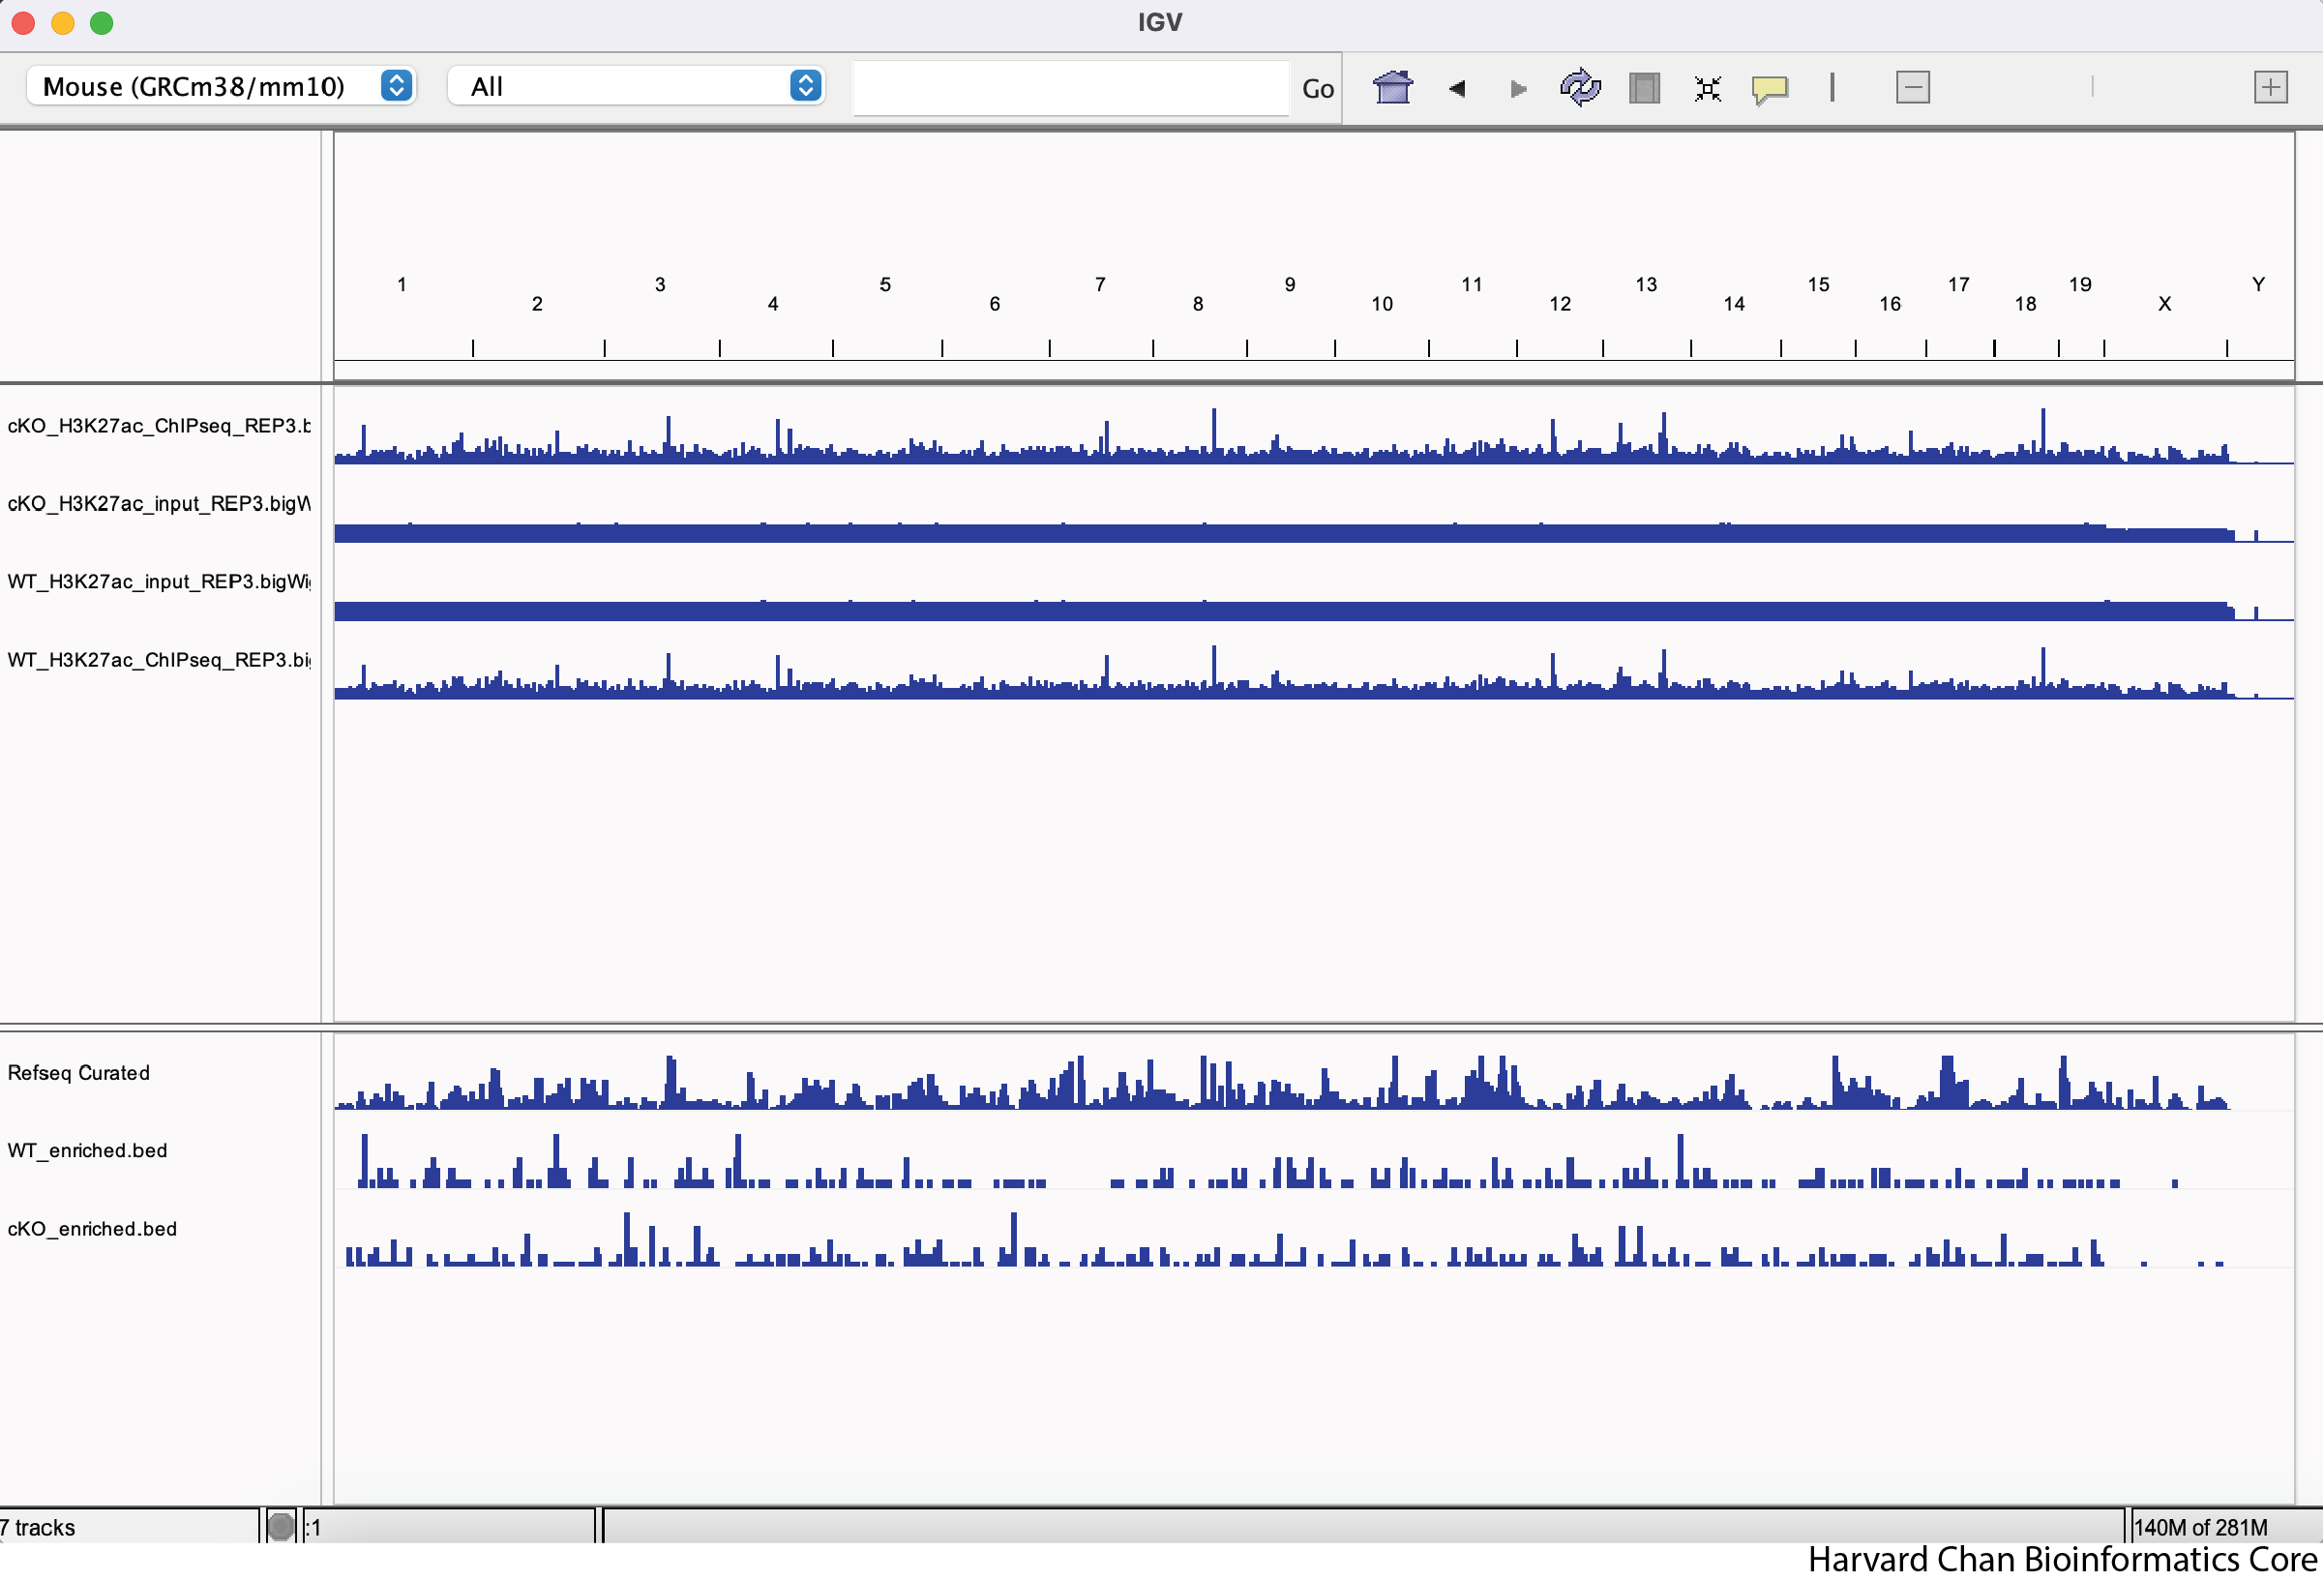 IGV
Mouse (GRCm38/mm10) All Go
1 3 5 7 9 11 13 15 17 19 Y
2 4 6 8 10 12 14 16 18 X
cKO_H3K27ac_ChIPseq_REP3.b
cKO_H3K27ac_input_REP3.bigW
WT_H3K27ac_input_REP3.bigWi
WT_H3K27ac_ChIPseq_REP3.bi
Refseq Curated
WT_enriched.bed
cKO_enriched.bed
7 tracks :1 140M of 281M
Harvard Chan Bioinformatics Core